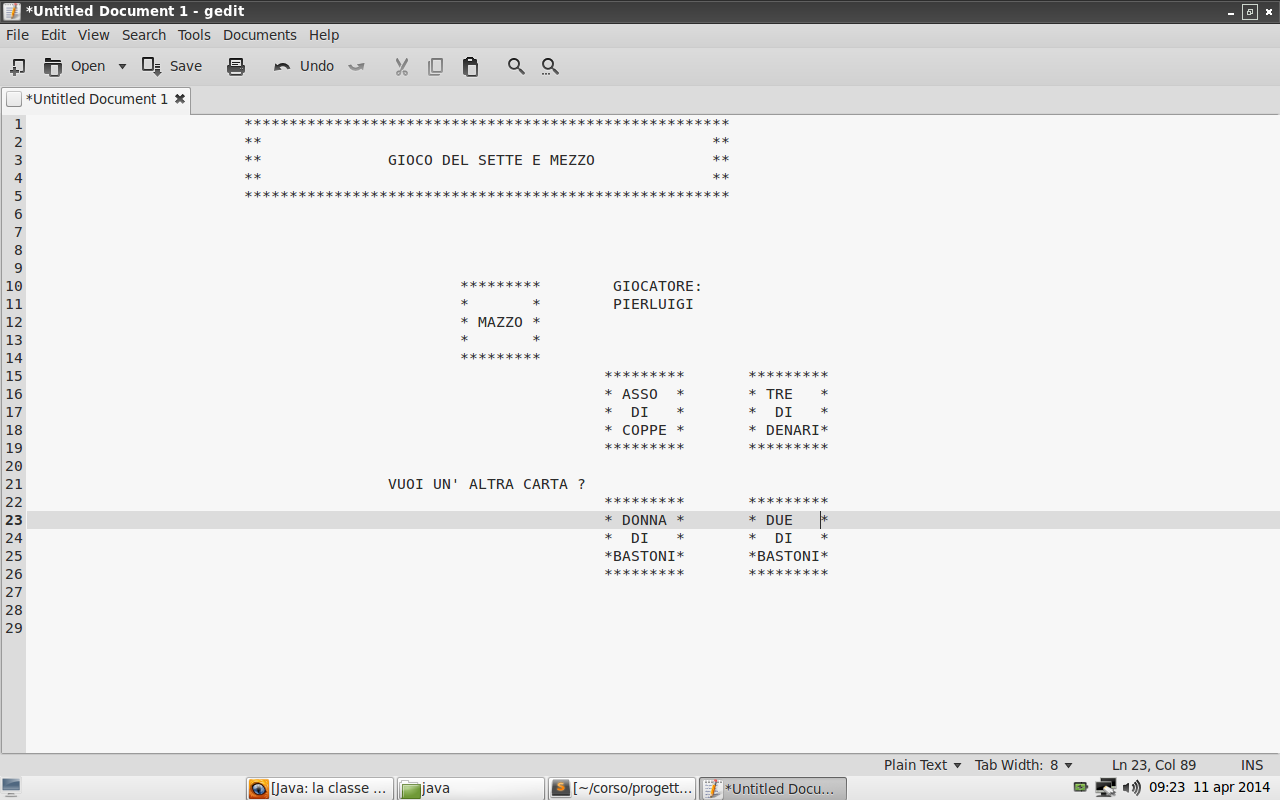 *Untitled Document 1 - gedit
File Edit View Search Tools Documents Help
Open Save Undo
*Untitled Document 1
1 ******************************************************
2 ** **
3 ** GIOCO DEL SETTE E MEZZO **
4 ** **
5 ******************************************************
6
7
8
9
10 ********* GIOCATORE:
11 * * PIERLUIGI
12 * MAZZO *
13 * *
14 *********
15 ********* *********
16 * ASSO * * TRE *
17 * DI * * DI *
18 * COPPE * * DENARI*
19 ********* *********
20
21 VUOI UN' ALTRA CARTA ?
22 ********* *********
23 * DONNA * * DUE *
24 * DI * * DI *
25 *BASTONI* *BASTONI*
26 ********* *********
27
28
29
Plain Text Tab Width: 8 Ln 23, Col 89 INS
[Java: la classe ... java [~/corso/progett... *Untitled Docu... 09:23 11 apr 2014